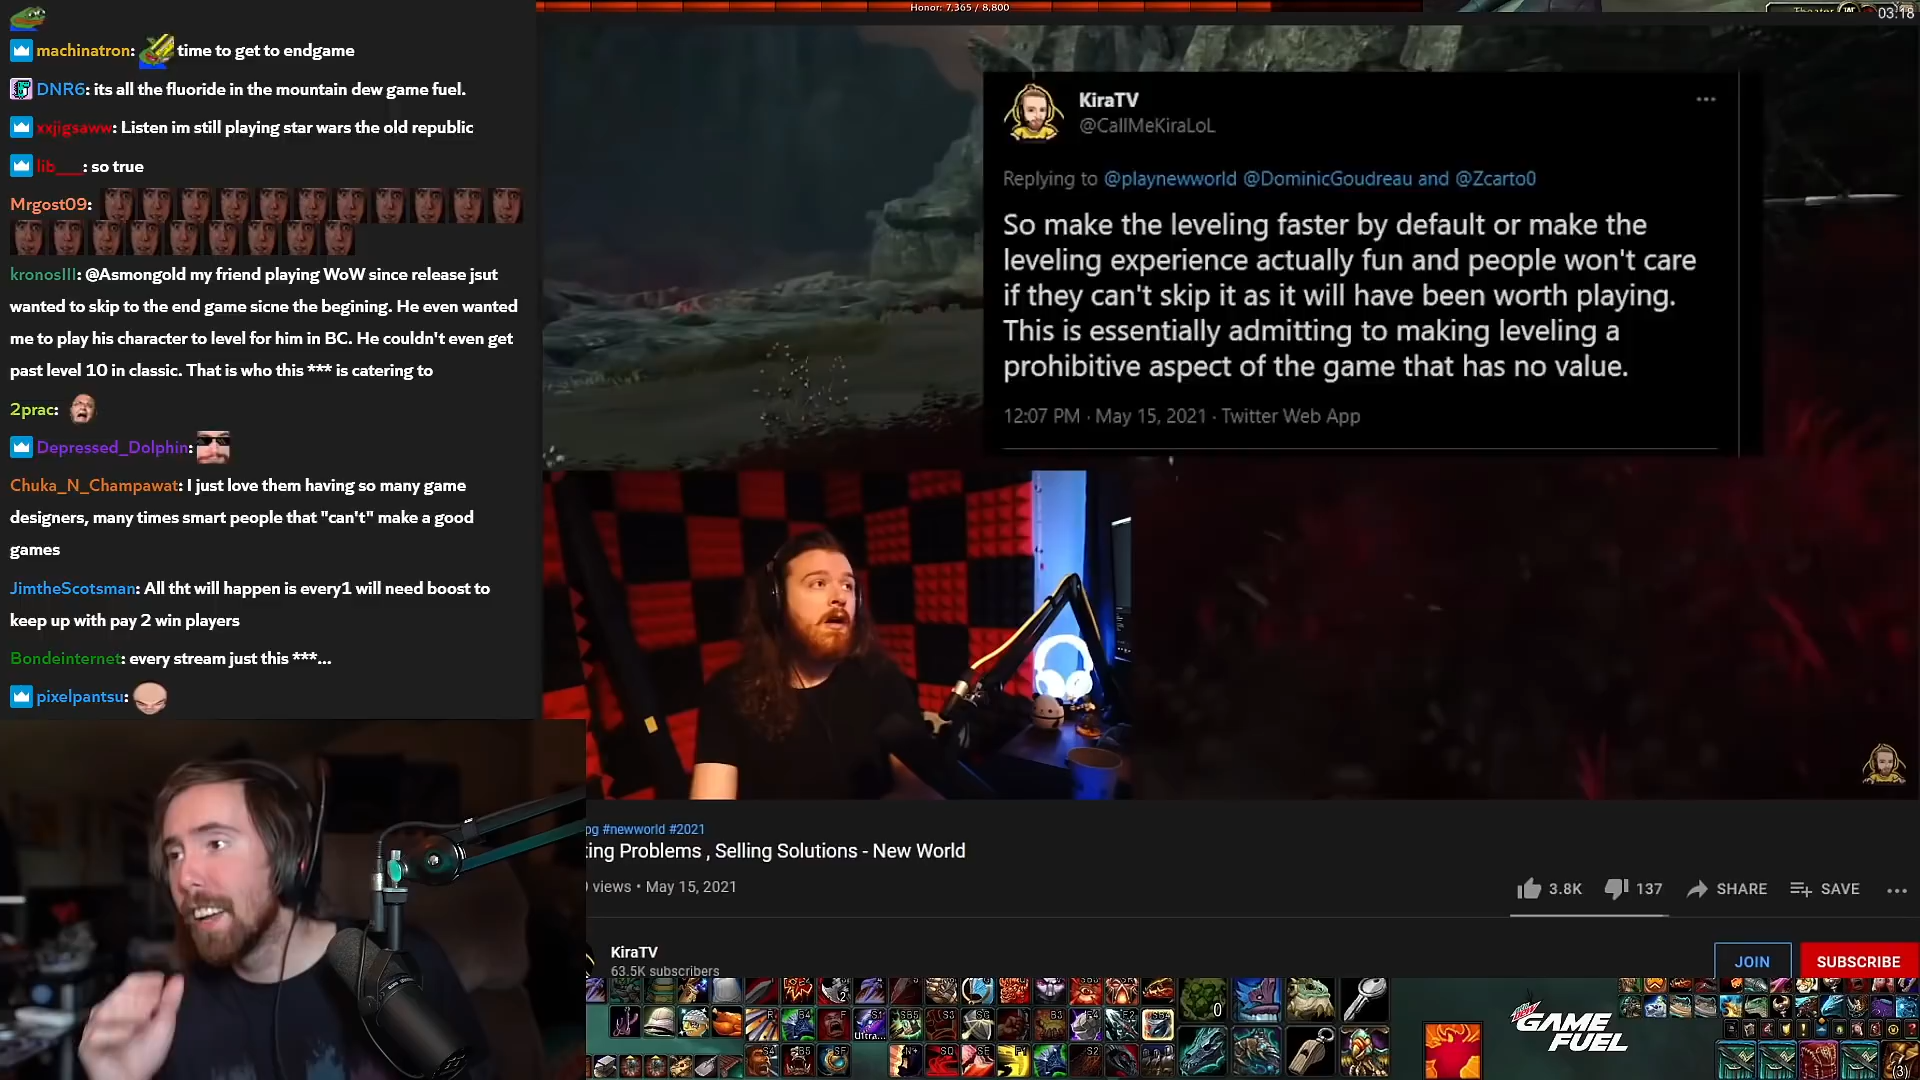 Honor: 7,365 / 8,800
03:18
machinatron: time to get to endgame
DNR6: its all the fluoride in the mountain dew game fuel.
xxjigsaww: Listen im still playing star wars the old republic
lib___: so true
Mrgost09:
kronosIII: @Asmongold my friend playing WoW since release jsut
wanted to skip to the end game sicne the begining. He even wanted
me to play his character to level for him in BC. He couldn't even get
past level 10 in classic. That is who this *** is catering to
2prac:
Depressed_Dolphin:
Chuka_N_Champawat: I just love them having so many game
designers, many times smart people that "can't" make a good
games
JimtheScotsman: All tht will happen is every1 will need boost to
keep up with pay 2 win players
Bondeinternet: every stream just this ***...
pixelpantsu:
KiraTV
@CallMeKiraLoL
Replying to @playnewworld @DominicGoudreau and @Zcarto0
So make the leveling faster by default or make the
leveling experience actually fun and people won't care
if they can't skip it as it will have been worth playing.
This is essentially admitting to making leveling a
prohibitive aspect of the game that has no value.
12:07 PM · May 15, 2021 · Twitter Web App
pg #newworld #2021
ing Problems , Selling Solutions - New World
views • May 15, 2021
3.8K
137
SHARE
SAVE
KiraTV
63.5K subscribers
JOIN
SUBSCRIBE
GAME
FUEL